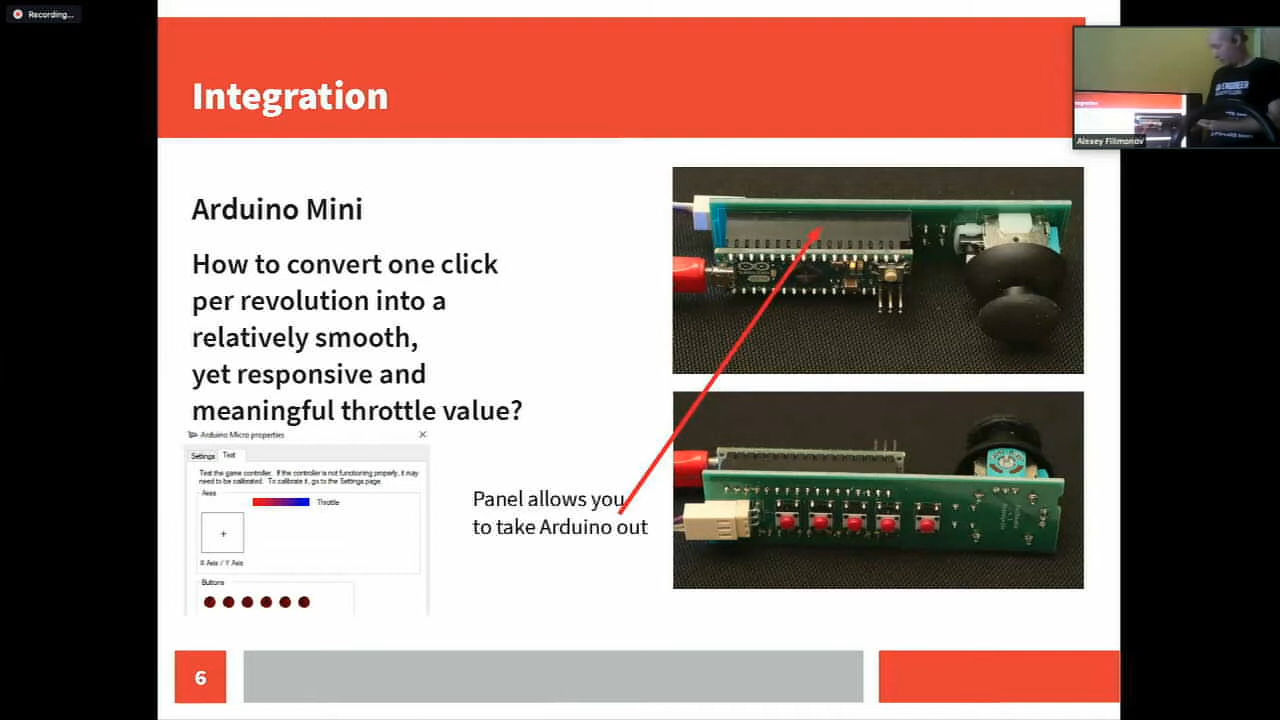 Recording...
Integration
Alexey Filimonov
Arduino Mini
How to convert one click
per revolution into a
relatively smooth,
yet responsive and
meaningful throttle value?
Arduino Micro properties
Settings
Test
Test the game controller. If the controller is not functioning properly, it may
need to be calibrated. To calibrate it, go to the Settings page.
Axes
Throttle
X Axis / Y Axis
Buttons
Panel allows you
to take Arduino out
6